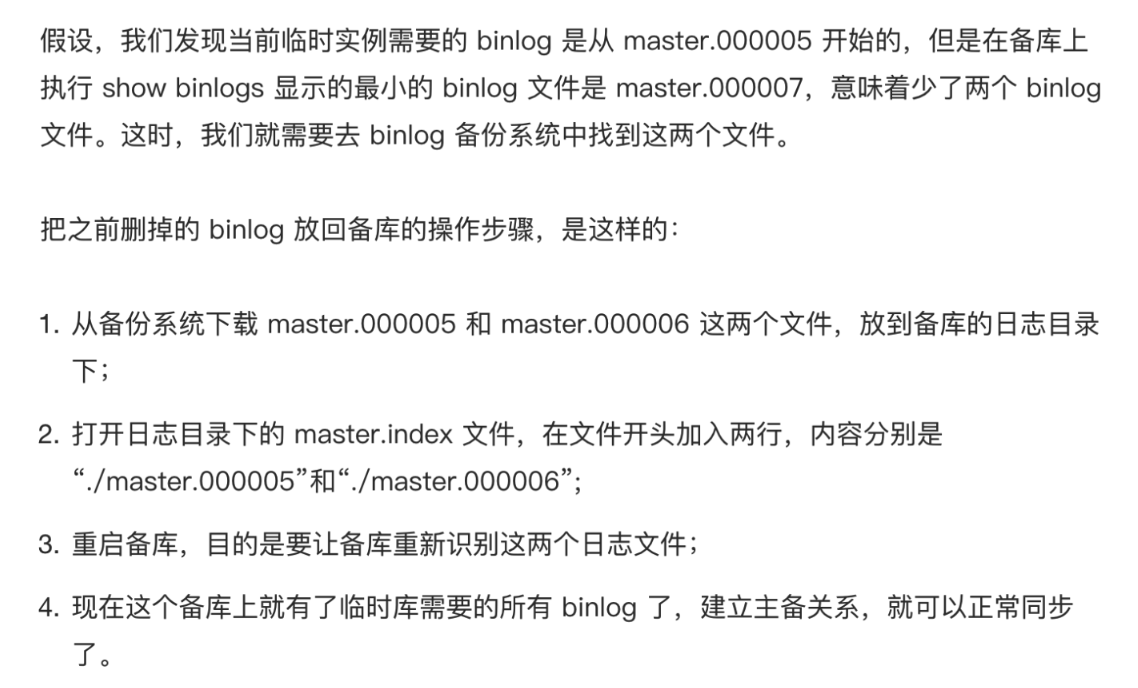 假设，我们发现当前临时实例需要的 binlog 是从 master.000005 开始的，但是在备库上
执行 show binlogs 显示的最小的 binlog 文件是 master.000007，意味着少了两个 binlog
文件。这时，我们就需要去 binlog 备份系统中找到这两个文件。
把之前删掉的 binlog 放回备库的操作步骤，是这样的：
1. 从备份系统下载 master.000005 和 master.000006 这两个文件，放到备库的日志目录
下；
2. 打开日志目录下的 master.index 文件，在文件开头加入两行，内容分别是
“./master.000005”和“./master.000006”;
3. 重启备库，目的是要让备库重新识别这两个日志文件；
4. 现在这个备库上就有了临时库需要的所有 binlog 了，建立主备关系，就可以正常同步
了。